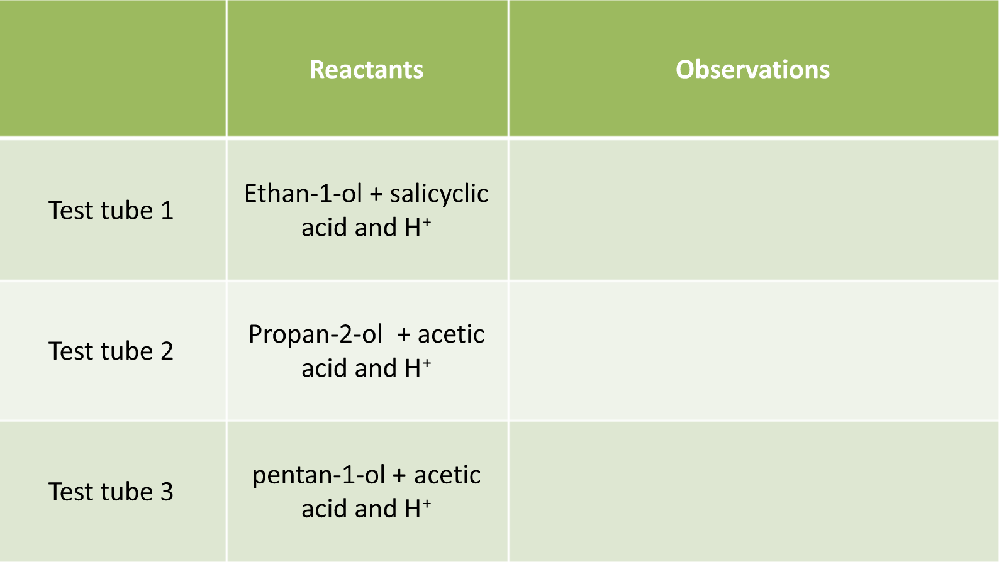 Reactants
Observations
Test tube 1
Ethan-1-ol + salicyclic
acid and H⁺
Test tube 2
Propan-2-ol  + acetic
acid and H⁺
Test tube 3
pentan-1-ol + acetic
acid and H⁺